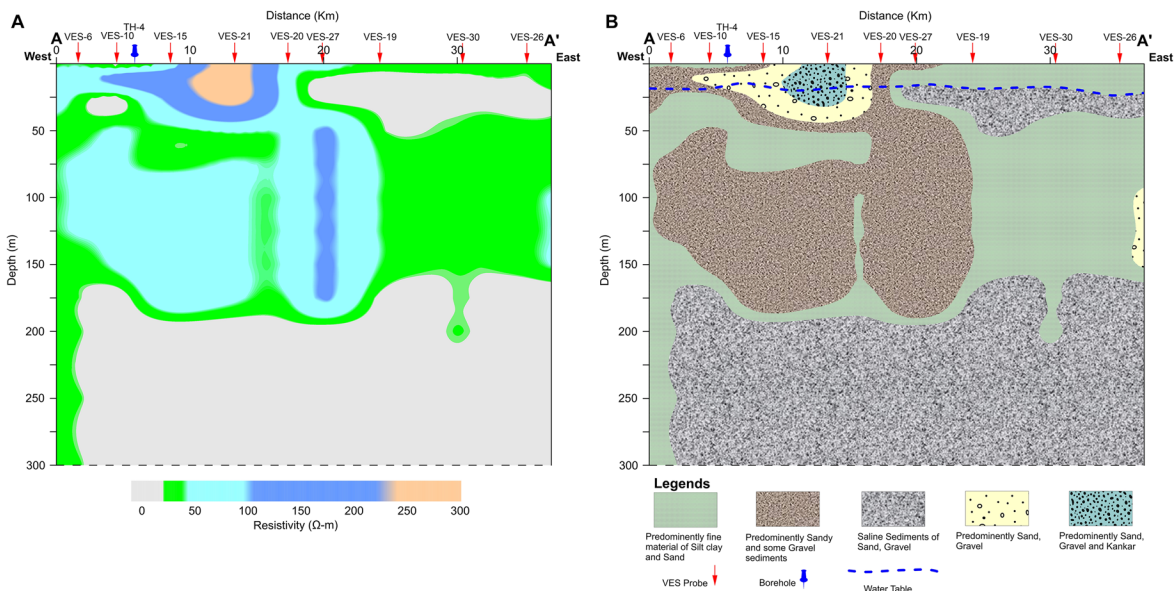 A
Distance (Km)
A
TH-4
A'
VES-6
VES-10
VES-15
VES-21
VES-20
VES-27
VES-19
VES-30
VES-26
West
0
10
20
30
East
50
100
150
200
250
300
Depth (m)
0
50
100
150
200
250
300
Resistivity (Ω-m)
B
Distance (Km)
A
TH-4
A'
VES-6
VES-10
VES-15
VES-21
VES-20
VES-27
VES-19
VES-30
VES-26
West
0
10
20
30
East
50
100
150
200
250
300
Depth (m)
Legends
Predominently fine
material of Silt clay
and Sand
Predominently Sandy
and some Gravel
sediments
Saline Sediments of
Sand, Gravel
Predominently Sand,
Gravel
Predominently Sand,
Gravel and Kankar
VES Probe
Borehole
Water Table